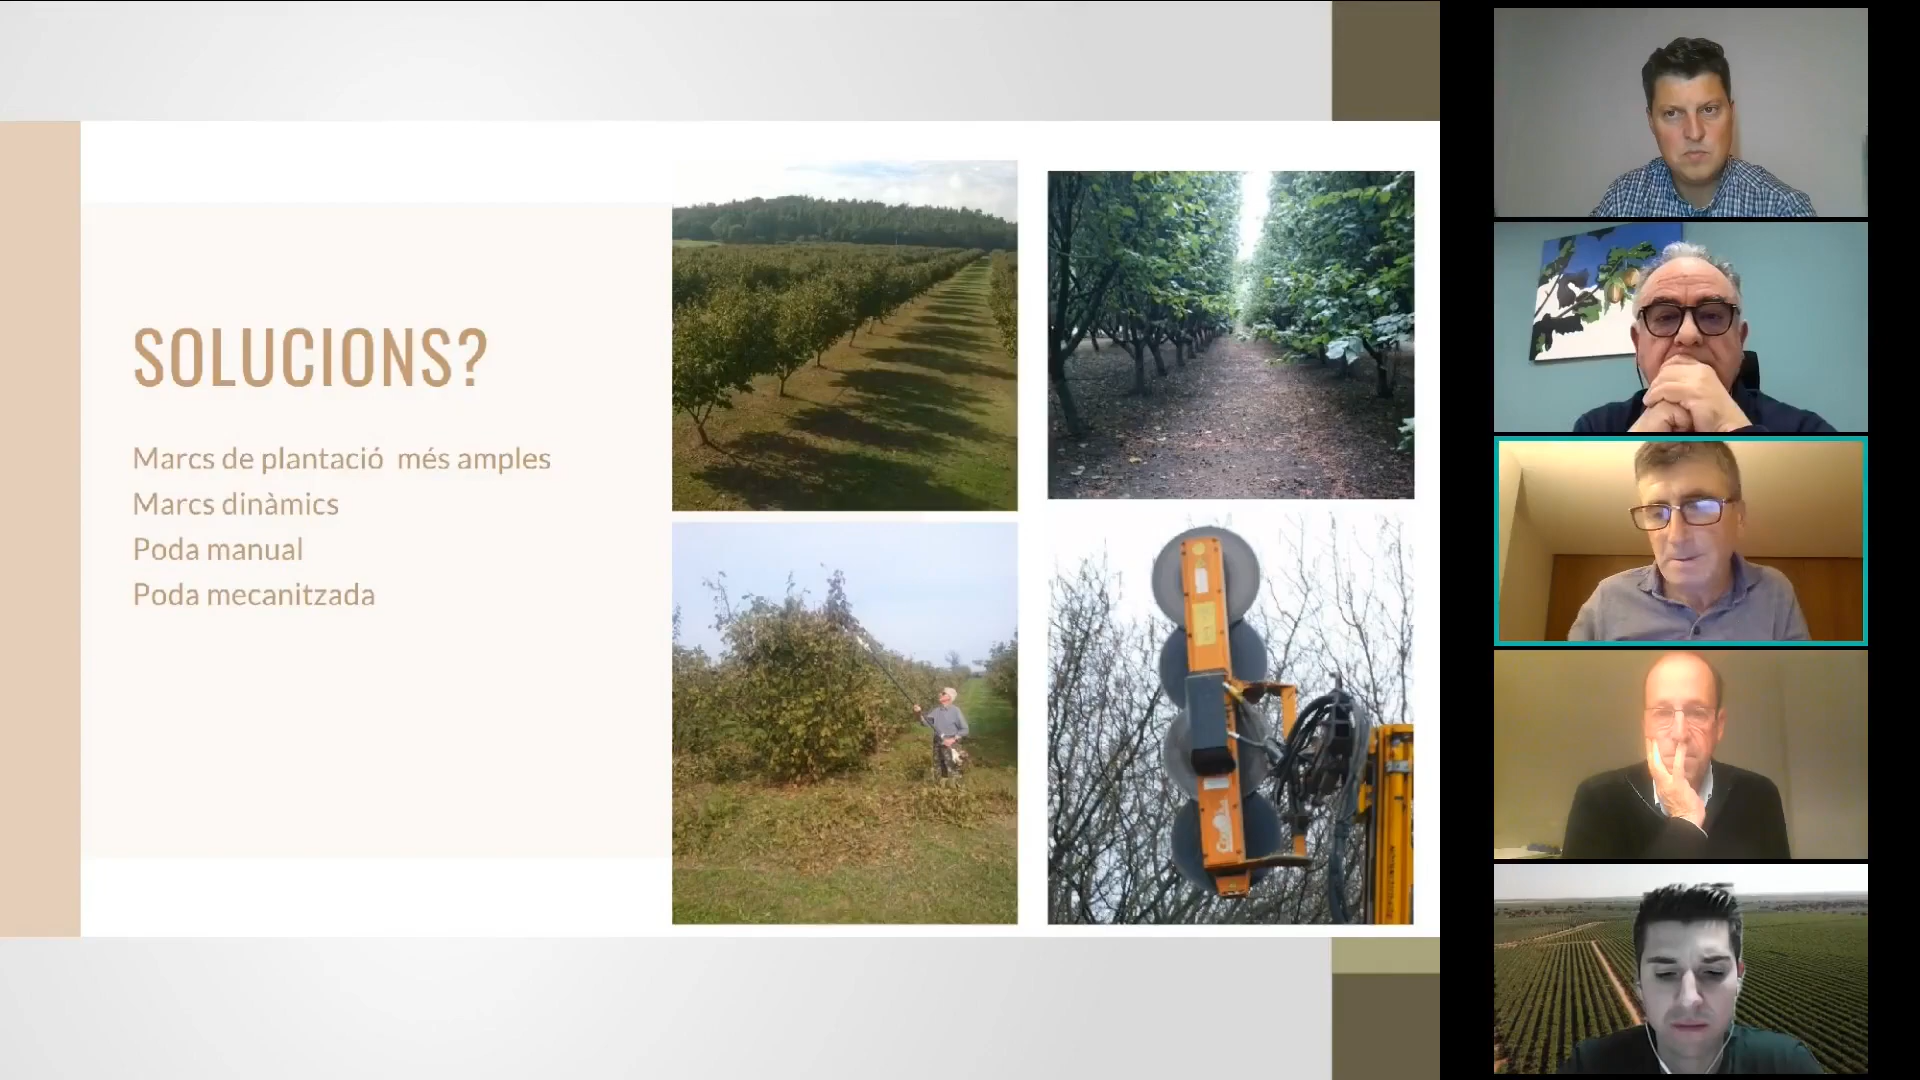 SOLUCIONS?
Marcs de plantació més amples
Marcs dinàmics
Poda manual
Poda mecanitzada